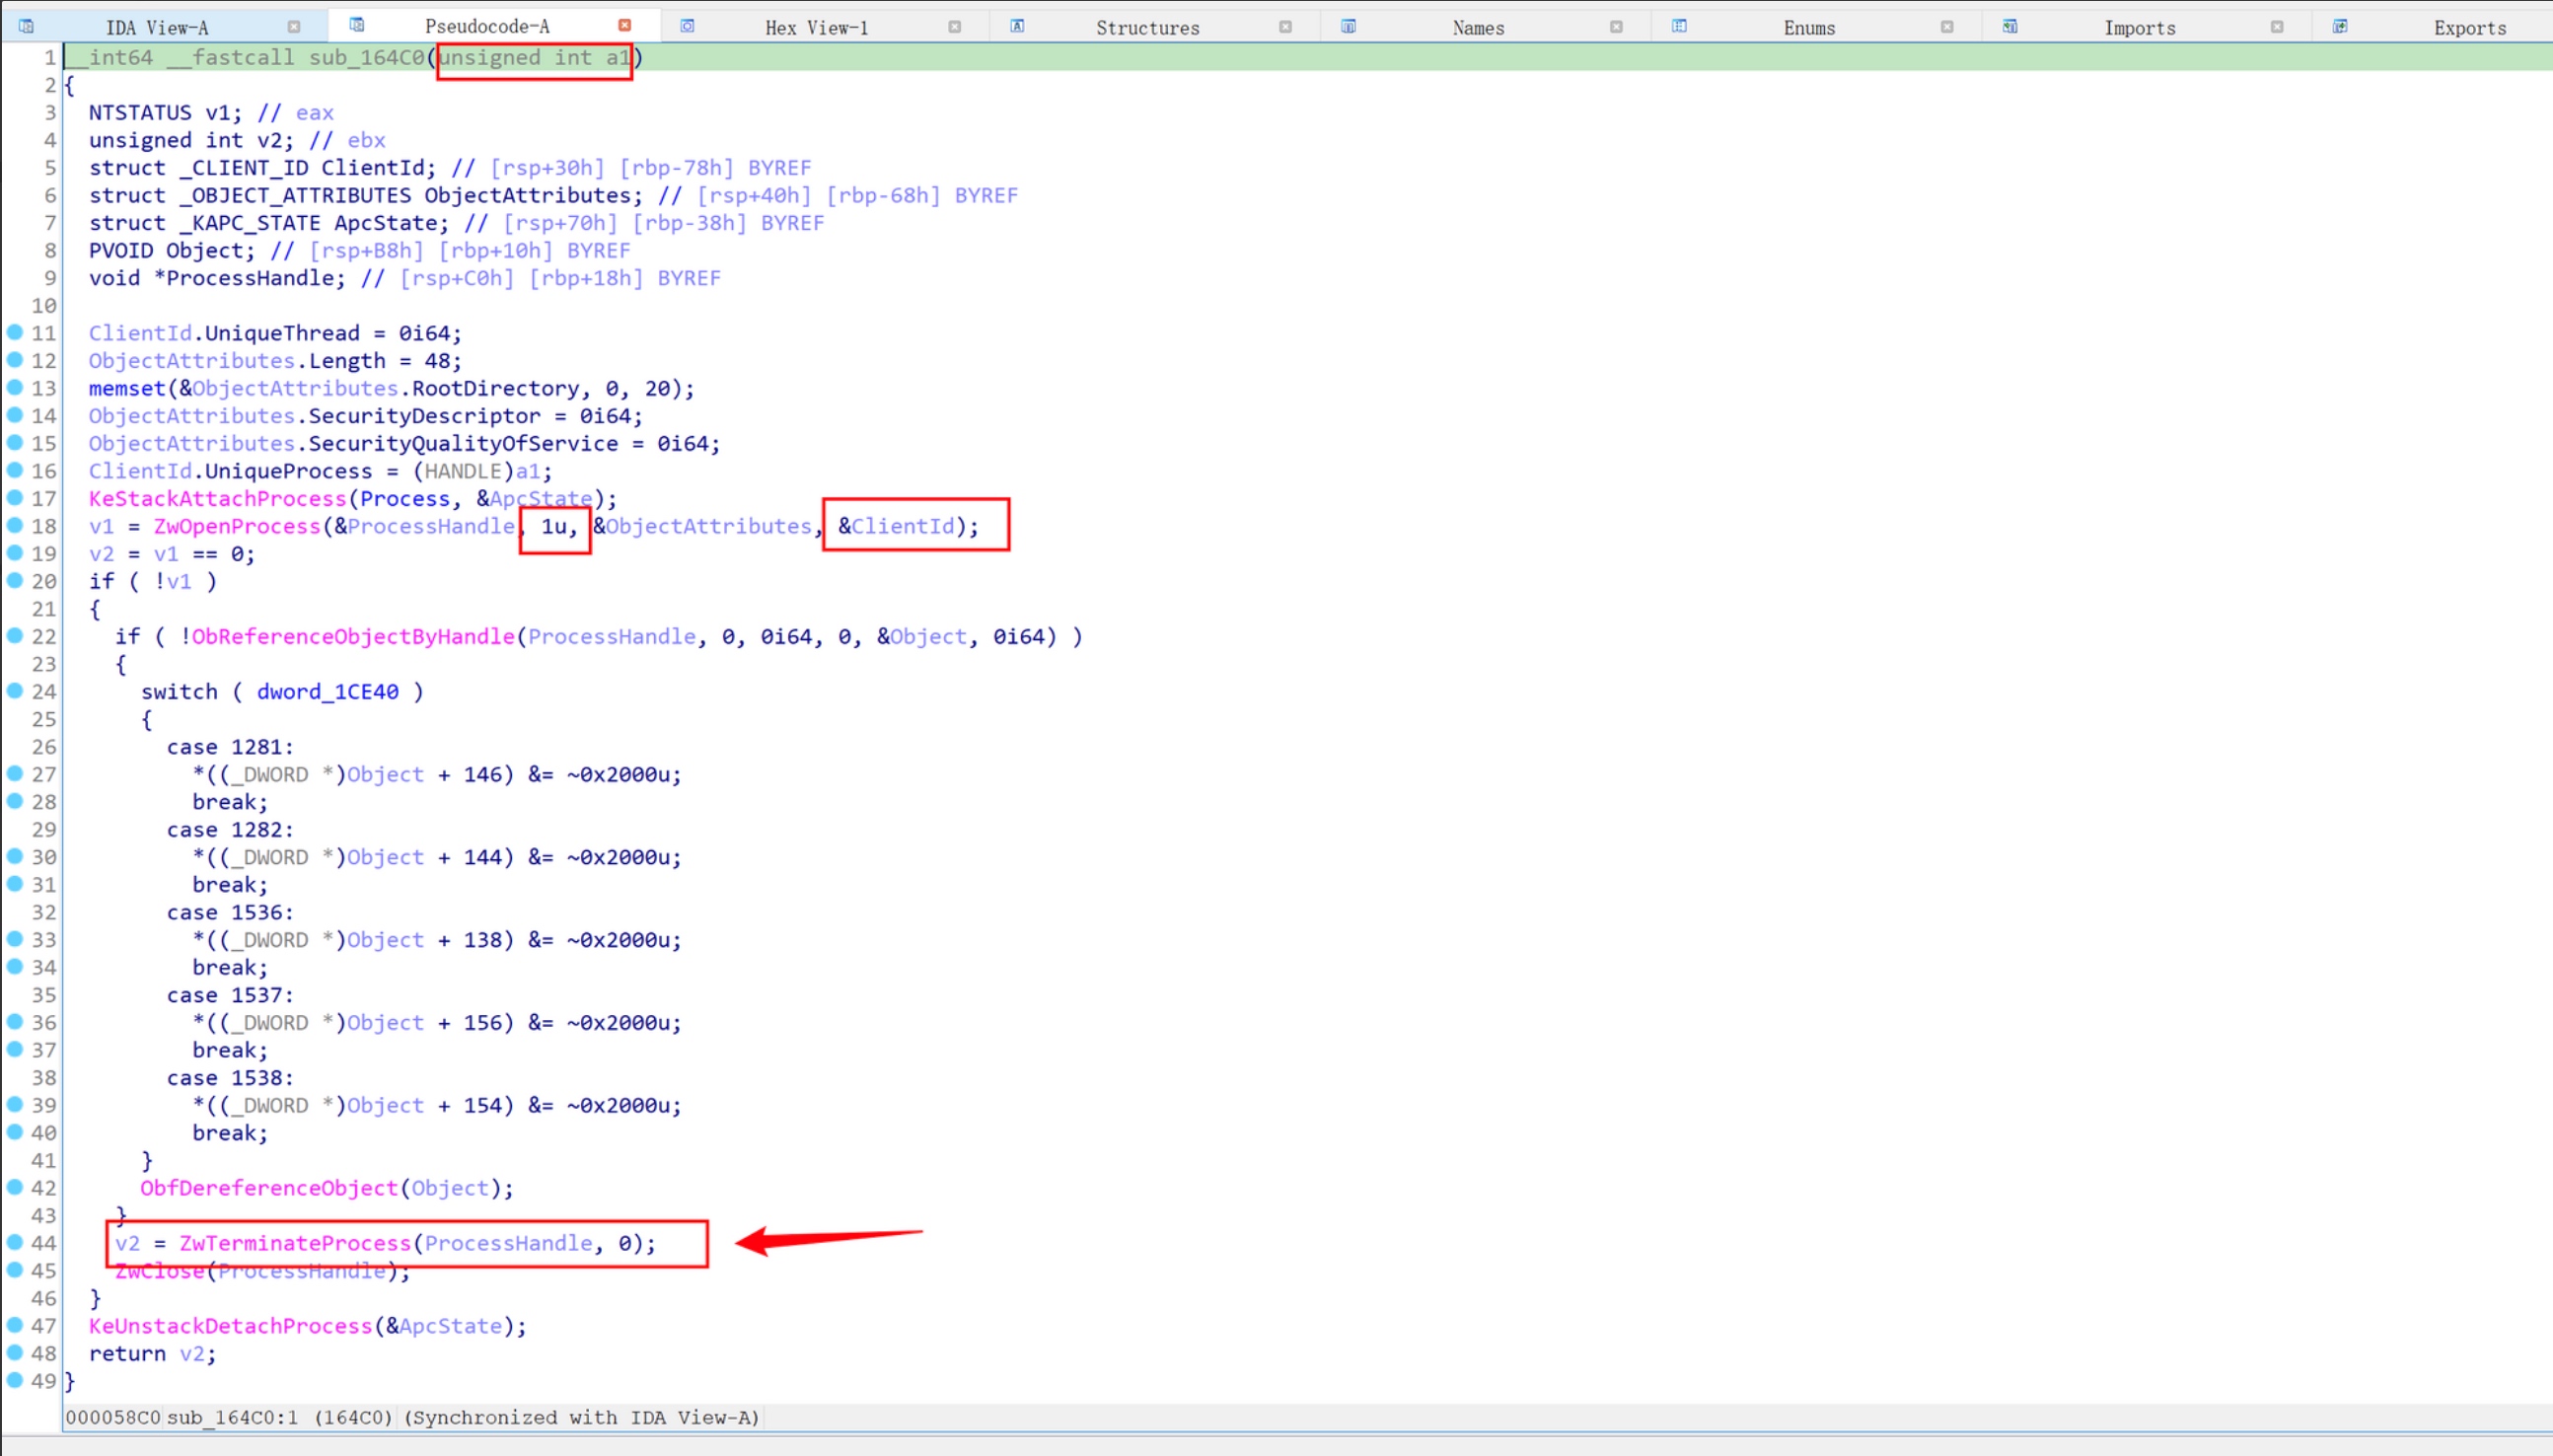 IDA View-A Pseudocode-A Hex View-1 Structures Names Enums Imports Exports
1 __int64 __fastcall sub_164C0(unsigned int a1)
2 {
3 NTSTATUS v1; // eax
4 unsigned int v2; // ebx
5 struct _CLIENT_ID ClientId; // [rsp+30h] [rbp-78h] BYREF
6 struct _OBJECT_ATTRIBUTES ObjectAttributes; // [rsp+40h] [rbp-68h] BYREF
7 struct _KAPC_STATE ApcState; // [rsp+70h] [rbp-38h] BYREF
8 PVOID Object; // [rsp+B8h] [rbp+10h] BYREF
9 void *ProcessHandle; // [rsp+C0h] [rbp+18h] BYREF
10
11 ClientId.UniqueThread = 0i64;
12 ObjectAttributes.Length = 48;
13 memset(&ObjectAttributes.RootDirectory, 0, 20);
14 ObjectAttributes.SecurityDescriptor = 0i64;
15 ObjectAttributes.SecurityQualityOfService = 0i64;
16 ClientId.UniqueProcess = (HANDLE)a1;
17 KeStackAttachProcess(Process, &ApcState);
18 v1 = ZwOpenProcess(&ProcessHandle, 1u, &ObjectAttributes, &ClientId);
19 v2 = v1 == 0;
20 if ( !v1 )
21 {
22 if ( !ObReferenceObjectByHandle(ProcessHandle, 0, 0i64, 0, &Object, 0i64) )
23 {
24 switch ( dword_1CE40 )
25 {
26 case 1281:
27 *((_DWORD *)Object + 146) &= ~0x2000u;
28 break;
29 case 1282:
30 *((_DWORD *)Object + 144) &= ~0x2000u;
31 break;
32 case 1536:
33 *((_DWORD *)Object + 138) &= ~0x2000u;
34 break;
35 case 1537:
36 *((_DWORD *)Object + 156) &= ~0x2000u;
37 break;
38 case 1538:
39 *((_DWORD *)Object + 154) &= ~0x2000u;
40 break;
41 }
42 ObfDereferenceObject(Object);
43 }
44 v2 = ZwTerminateProcess(ProcessHandle, 0);
45 ZwClose(ProcessHandle);
46 }
47 KeUnstackDetachProcess(&ApcState);
48 return v2;
49 }
000058C0 sub_164C0:1 (164C0) (Synchronized with IDA View-A)